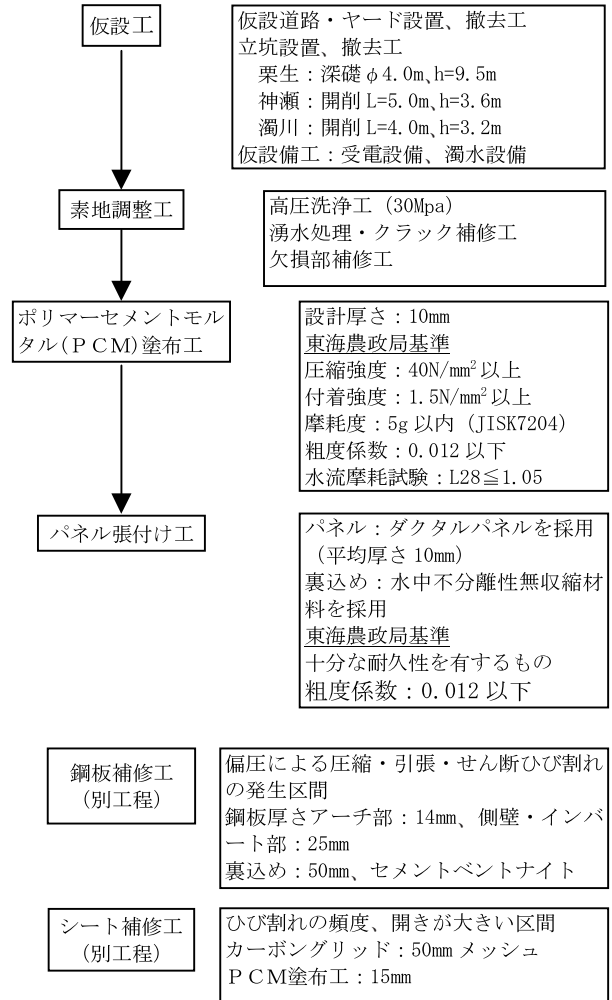 仮設工
仮設道路・ヤード設置、撤去工
立坑設置、撤去工
栗生：深礎φ4.0m、h=9.5m
神瀬：開削 L=5.0m、h=3.6m
濁川：開削 L=4.0m、h=3.2m
仮設備工：受電設備、濁水設備
素地調整工
高圧洗浄工（30Mpa）
湧水処理・クラック補修工
欠損部補修工
ポリマーセメントモル
タル(ＰＣＭ)塗布工
設計厚さ：10mm
東海農政局基準
圧縮強度：40N/mm²以上
付着強度：1.5N/mm²以上
摩耗度：5g 以内（JISK7204）
粗度係数：0.012 以下
水流摩耗試験：L28≦1.05
パネル張付け工
パネル：ダクタルパネルを採用
（平均厚さ 10mm）
裏込め：水中不分離性無収縮材
料を採用
東海農政局基準
十分な耐久性を有するもの
粗度係数：0.012 以下
鋼板補修工
（別工程）
偏圧による圧縮・引張・せん断ひび割れ
の発生区間
鋼板厚さアーチ部：14mm、側壁・インバ
ート部：25mm
裏込め：50mm、セメントベントナイト
シート補修工
（別工程）
ひび割れの頻度、開きが大きい区間
カーボングリッド：50mm メッシュ
ＰＣＭ塗布工：15mm